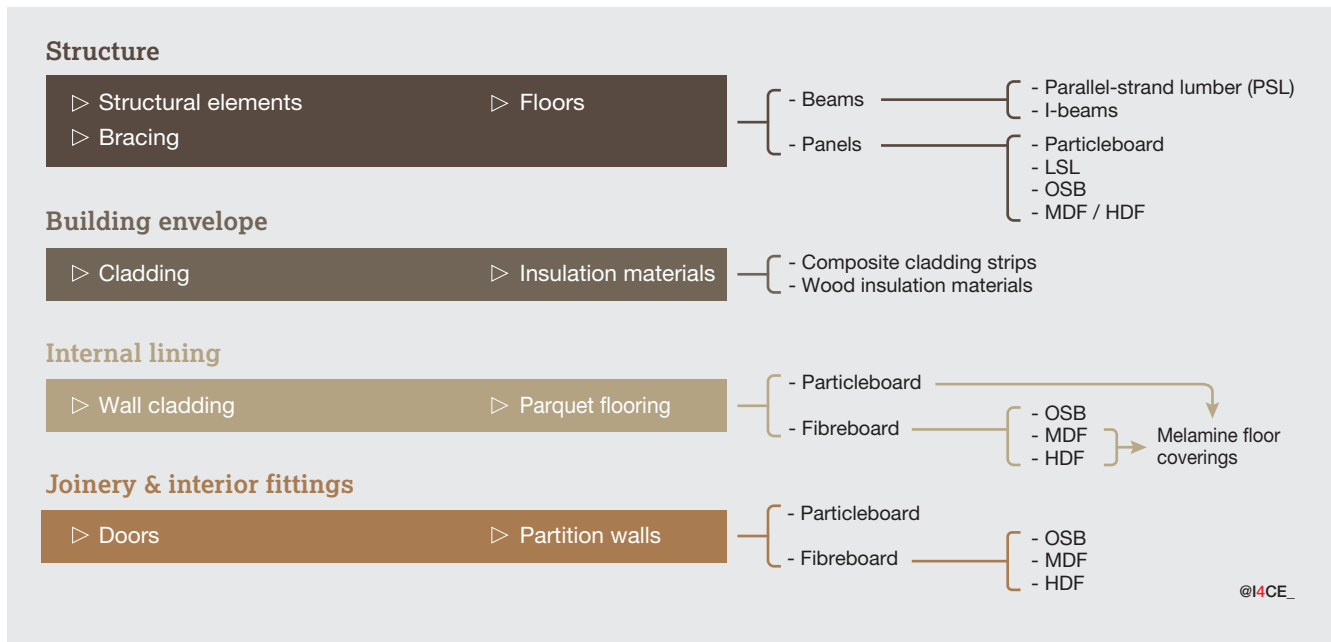 Structure
Structural elements
Floors
Bracing
- Beams
- Parallel-strand lumber (PSL)
- I-beams
- Panels
- Particleboard
- LSL
- OSB
- MDF / HDF
Building envelope
Cladding
Insulation materials
- Composite cladding strips
- Wood insulation materials
Internal lining
Wall cladding
Parquet flooring
- Particleboard
- Fibreboard
- OSB
- MDF
- HDF
Melamine floor
coverings
Joinery & interior fittings
Doors
Partition walls
- Particleboard
- Fibreboard
- OSB
- MDF
- HDF
@I4CE_